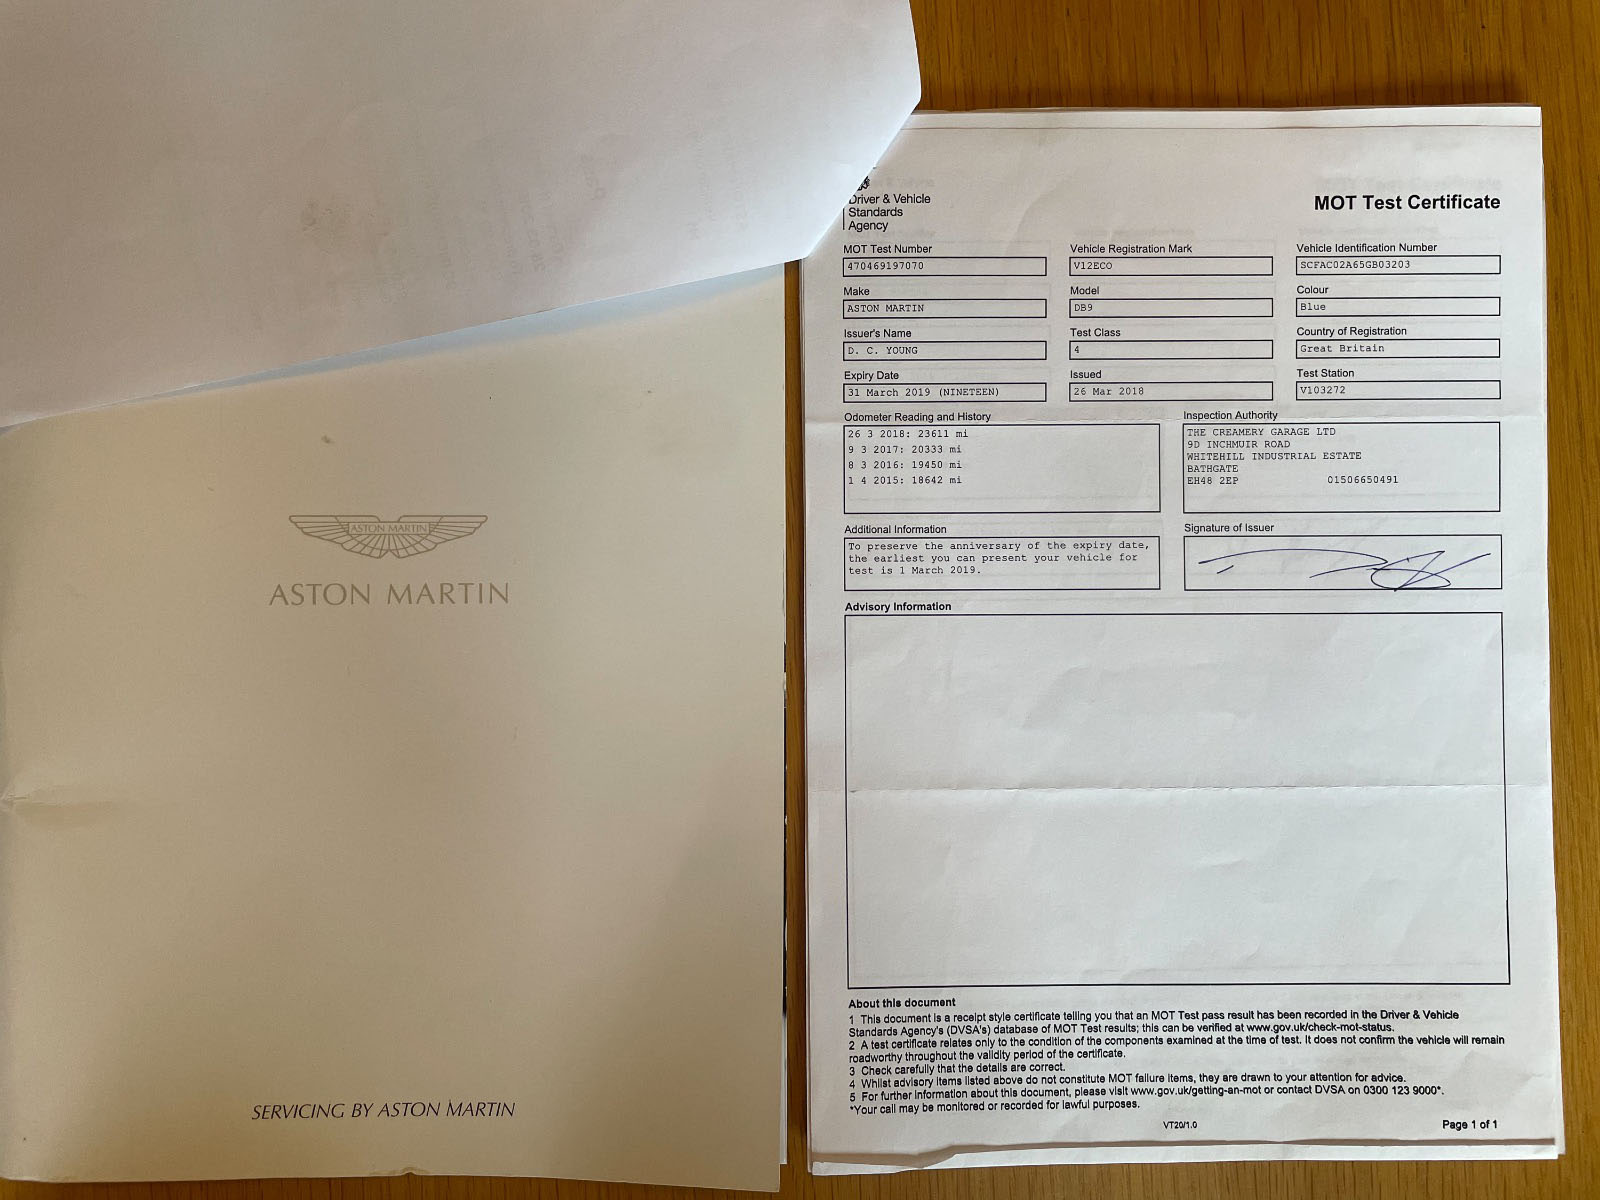 ASTON MARTIN
ASTON MARTIN
SERVICING BY ASTON MARTIN
Driver & Vehicle
Standards
Agency
MOT Test Certificate
MOT Test Number
470469197070
Vehicle Registration Mark
V12ECO
Vehicle Identification Number
SCFAC02A65GB03203
Make
ASTON MARTIN
Model
DB9
Colour
Blue
Issuer's Name
D. C. YOUNG
Test Class
4
Country of Registration
Great Britain
Expiry Date
31 March 2019 (NINETEEN)
Issued
26 Mar 2018
Test Station
V103272
Odometer Reading and History
26 3 2018: 23611 mi
9 3 2017: 20333 mi
8 3 2016: 19450 mi
1 4 2015: 18642 mi
Inspection Authority
THE CREAMERY GARAGE LTD
9D INCHMUIR ROAD
WHITEHILL INDUSTRIAL ESTATE
BATHGATE
EH48 2EP 01506650491
Additional Information
To preserve the anniversary of the expiry date,
the earliest you can present your vehicle for
test is 1 March 2019.
Signature of Issuer
Advisory Information
About this document
1 This document is a receipt style certificate telling you that an MOT Test pass result has been recorded in the Driver & Vehicle
Standards Agency's (DVSA's) database of MOT Test results; this can be verified at www.gov.uk/check-mot-status.
2 A test certificate relates only to the condition of the components examined at the time of test. It does not confirm the vehicle will remain
roadworthy throughout the validity period of the certificate.
3 Check carefully that the details are correct.
4 Whilst advisory items listed above do not constitute MOT failure items, they are drawn to your attention for advice.
5 For further information about this document, please visit www.gov.uk/getting-an-mot or contact DVSA on 0300 123 9000*.
*Your call may be monitored or recorded for lawful purposes.
VT20/1.0
Page 1 of 1